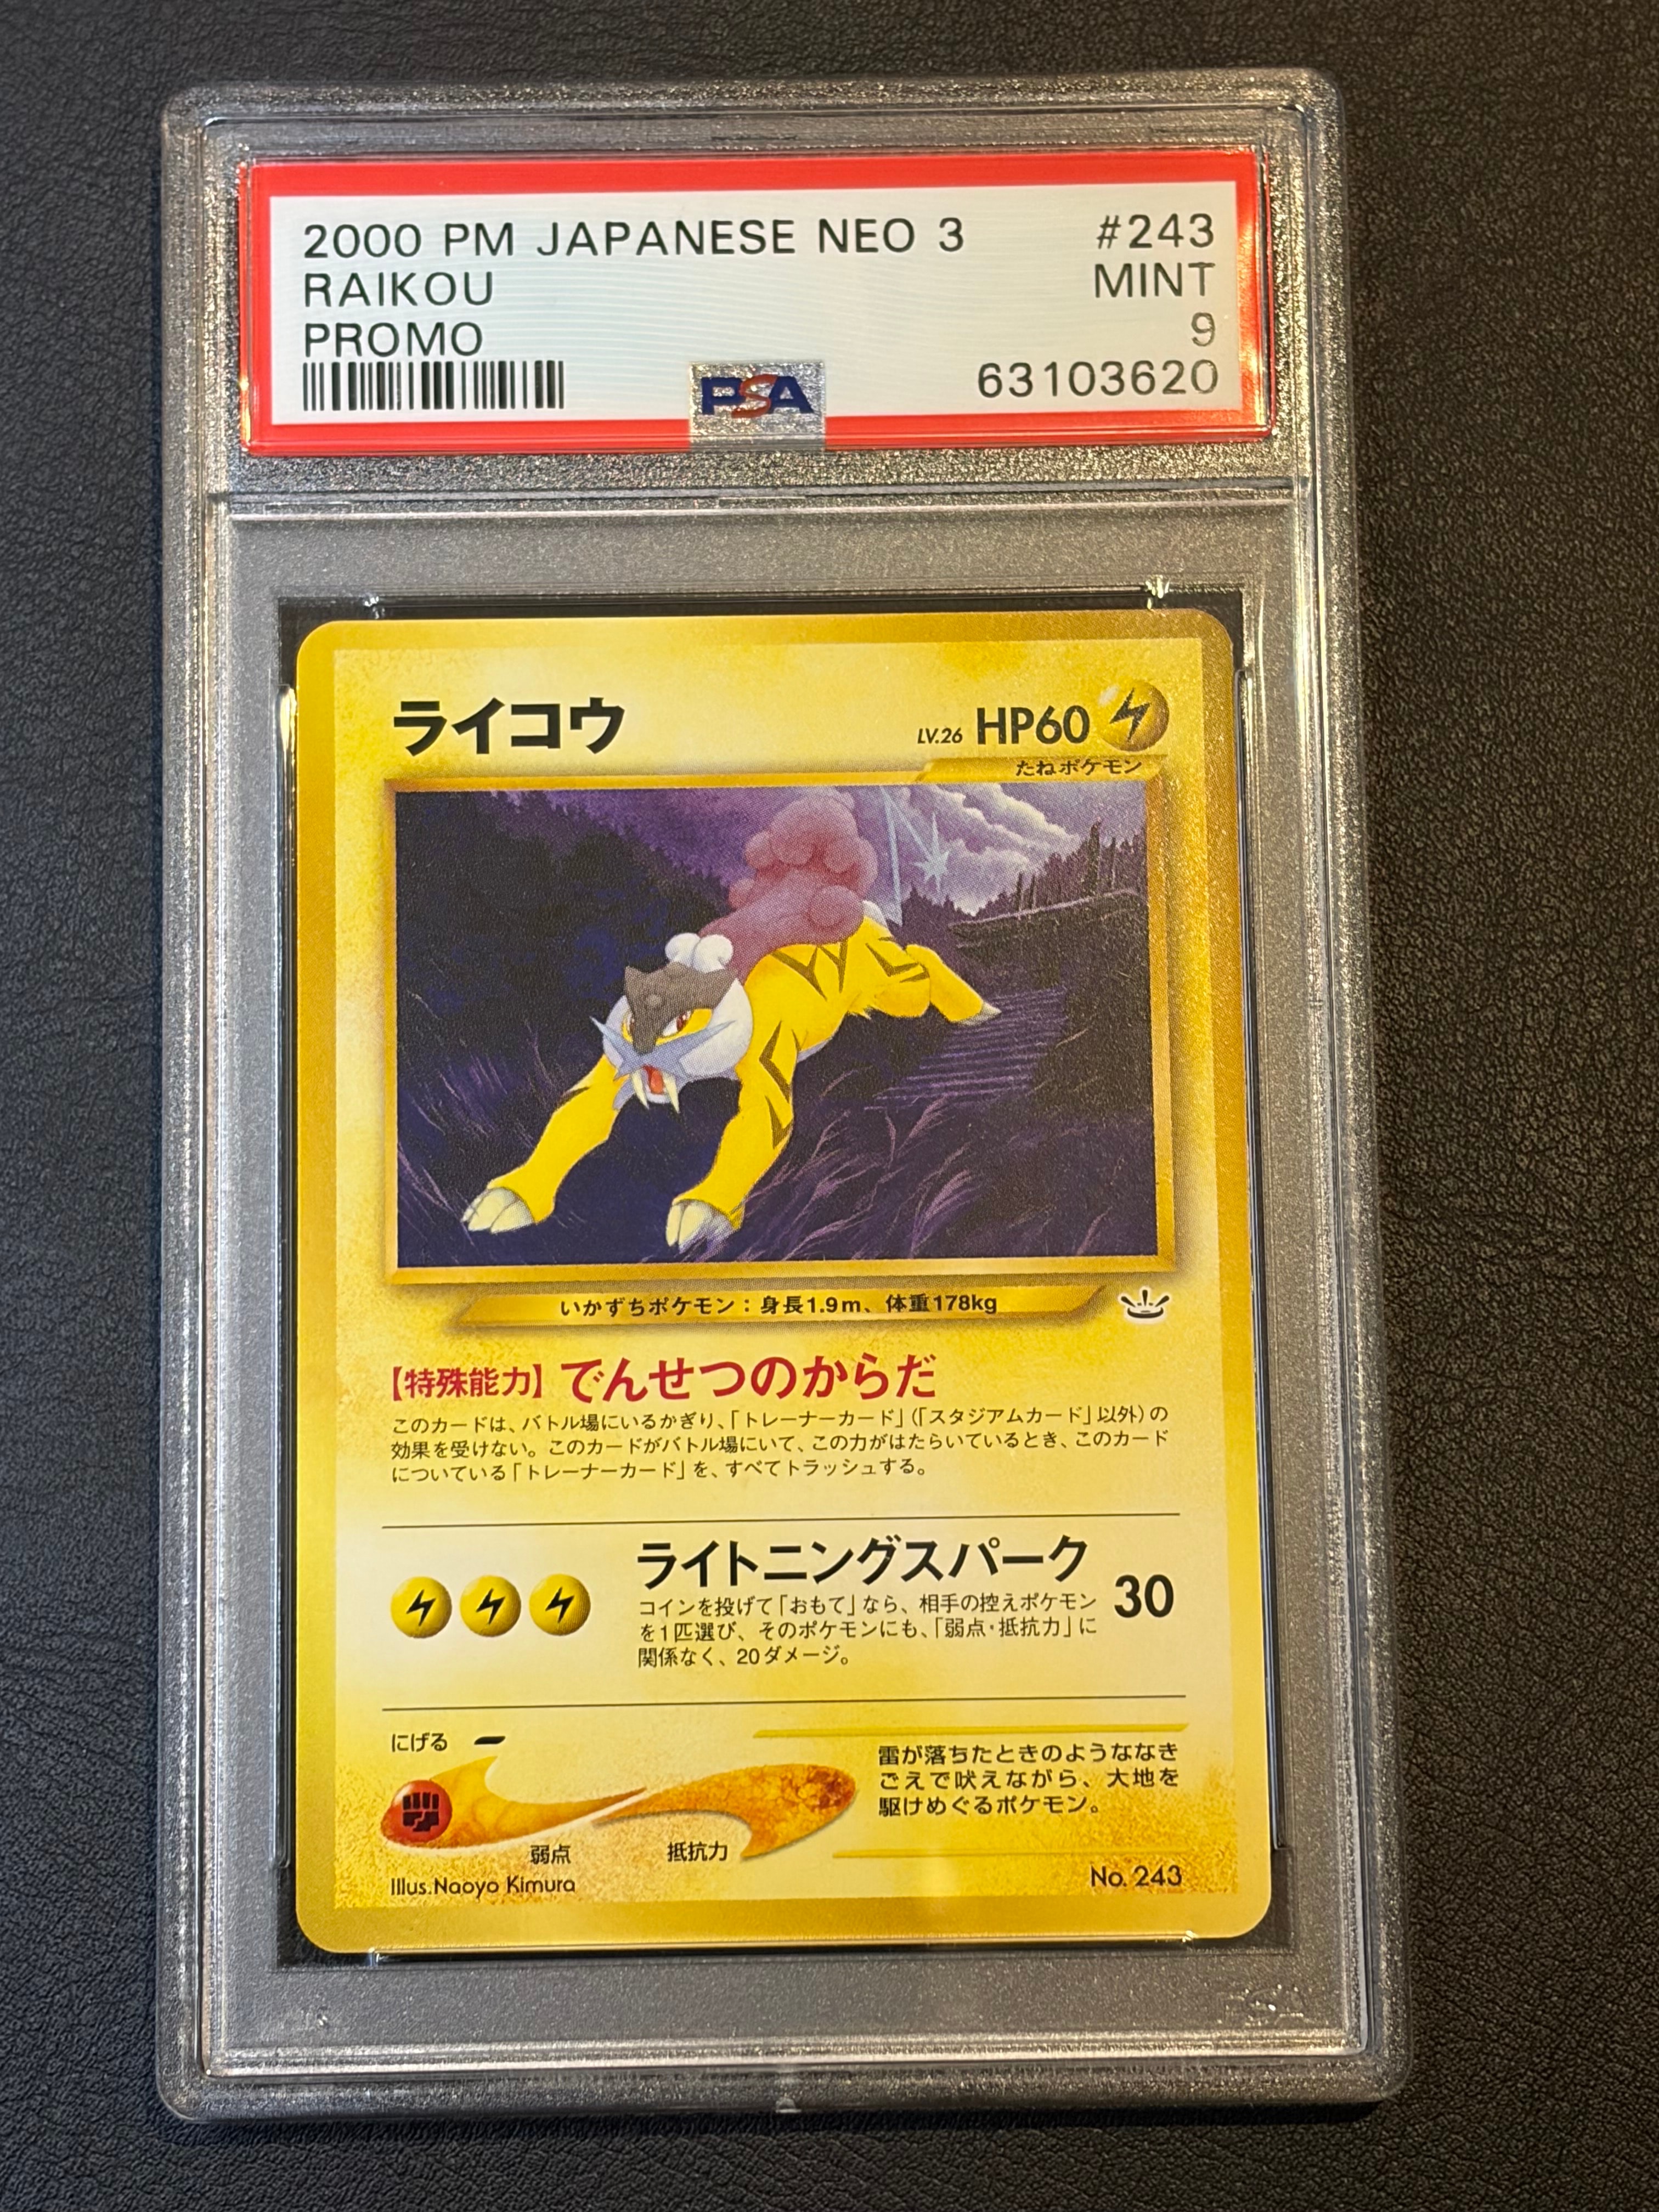 2000 PM JAPANESE NEO 3 #243
RAIKOU MINT
PROMO 9
PSA 63103620
ライコウ LV.26 HP60
たねポケモン
いかずちポケモン：身長1.9m、体重178kg
【特殊能力】でんせつのからだ
このカードは、バトル場にいるかぎり、「トレーナーカード」（「スタジアムカード」以外）の
効果を受けない。このカードがバトル場にいて、この力がはたらいているとき、このカード
についている「トレーナーカード」を、すべてトラッシュする。
ライトニングスパーク 30
コインを投げて「おもて」なら、相手の控えポケモン
を1匹選び、そのポケモンにも、「弱点・抵抗力」に
関係なく、20ダメージ。
にげる
弱点 抵抗力
雷が落ちたときのようななき
ごえで吠えながら、大地を
駆けめぐるポケモン。
Illus.Naoyo Kimura No. 243
PSA